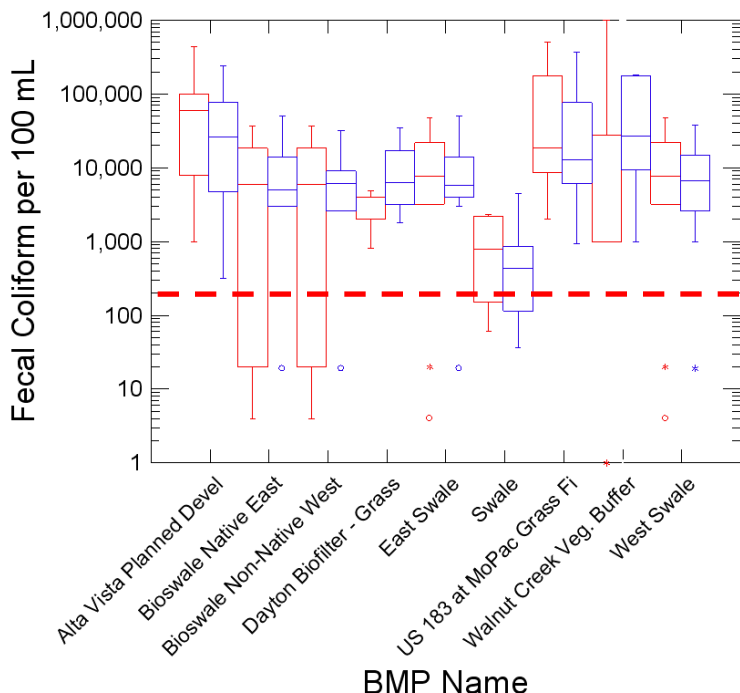 Fecal Coliform per 100 mL
1,000,000
100,000
10,000
1,000
100
10
1
Alta Vista Planned Devel
Bioswale Native East
Bioswale Non-Native West
Dayton Biofilter - Grass
East Swale
Swale
US 183 at MoPac Grass Fi
Walnut Creek Veg. Buffer
West Swale
BMP Name